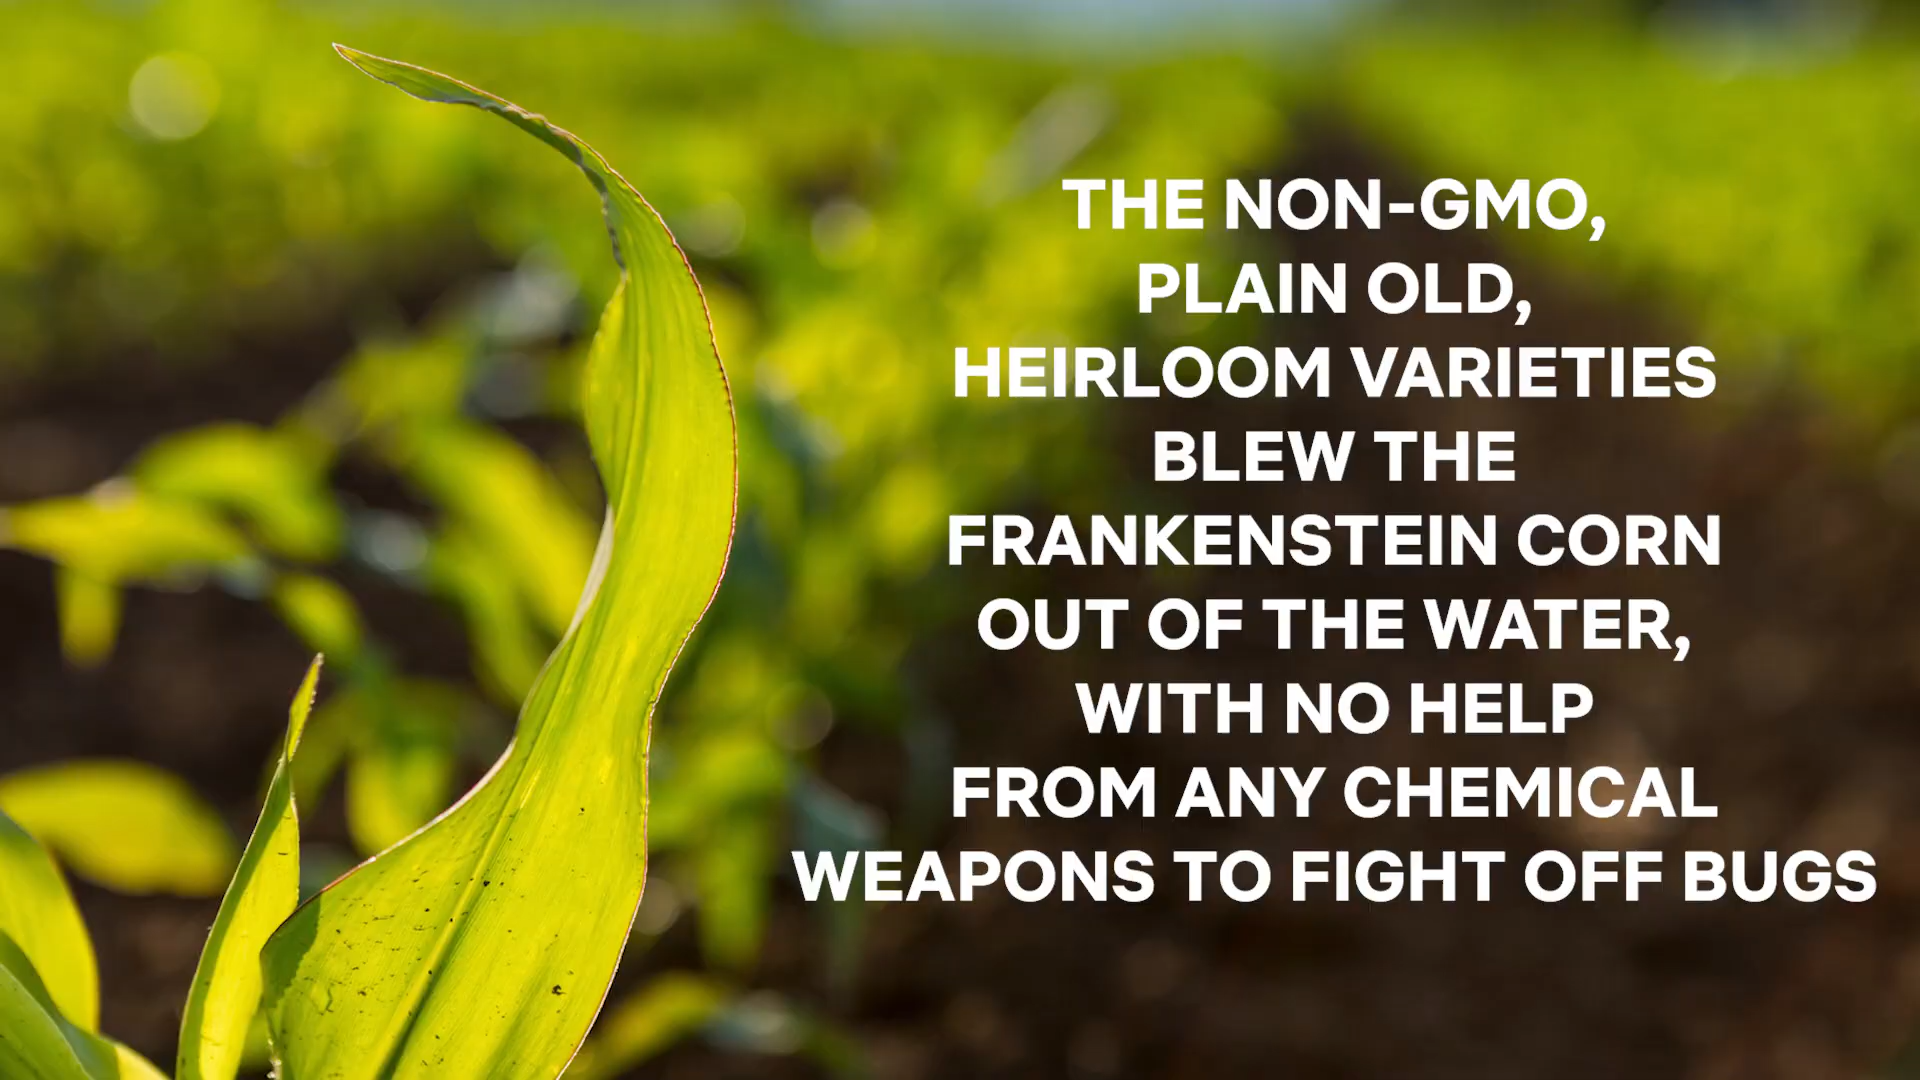 THE NON-GMO,
PLAIN OLD,
HEIRLOOM VARIETIES
BLEW THE
FRANKENSTEIN CORN
OUT OF THE WATER,
WITH NO HELP
FROM ANY CHEMICAL
WEAPONS TO FIGHT OFF BUGS